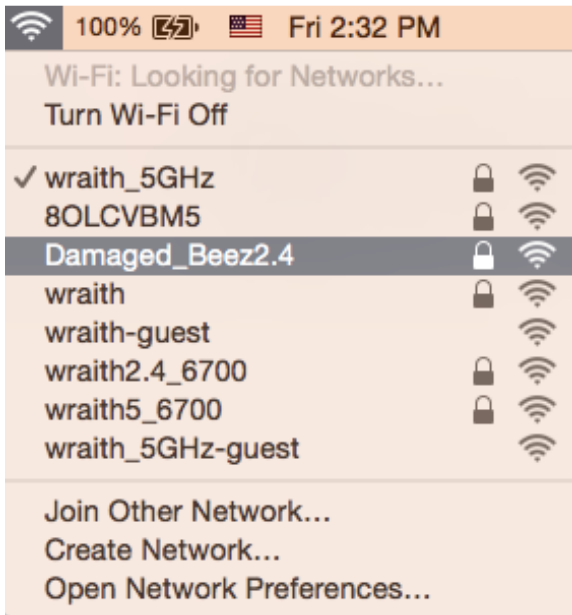 100% Fri 2:32 PM
Wi-Fi: Looking for Networks...
Turn Wi-Fi Off
wraith_5GHz
8OLCVBM5
Damaged_Beez2.4
wraith
wraith-guest
wraith2.4_6700
wraith5_6700
wraith_5GHz-guest
Join Other Network...
Create Network...
Open Network Preferences...